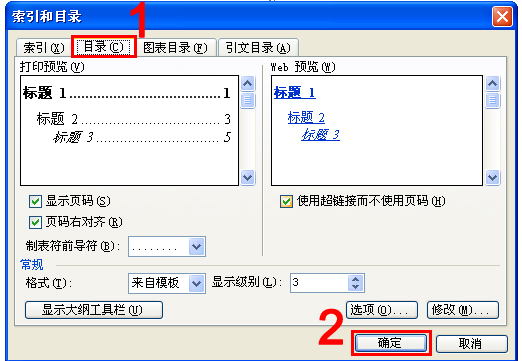 索引和目录
1
索引(X) 目录(C) 图表目录(F) 引文目录(A)
打印预览(V) Web 预览(W)
标题 1........................1 标题 1
标题 2........................3 标题 2
标题 3........................5 标题 3
显示页码(S) 使用超链接而不使用页码(H)
页码右对齐(R)
制表符前导符(B): ........
常规
格式(T): 来自模板 显示级别(L): 3
显示大纲工具栏(U) 选项(O)... 修改(M)...
2 确定 取消